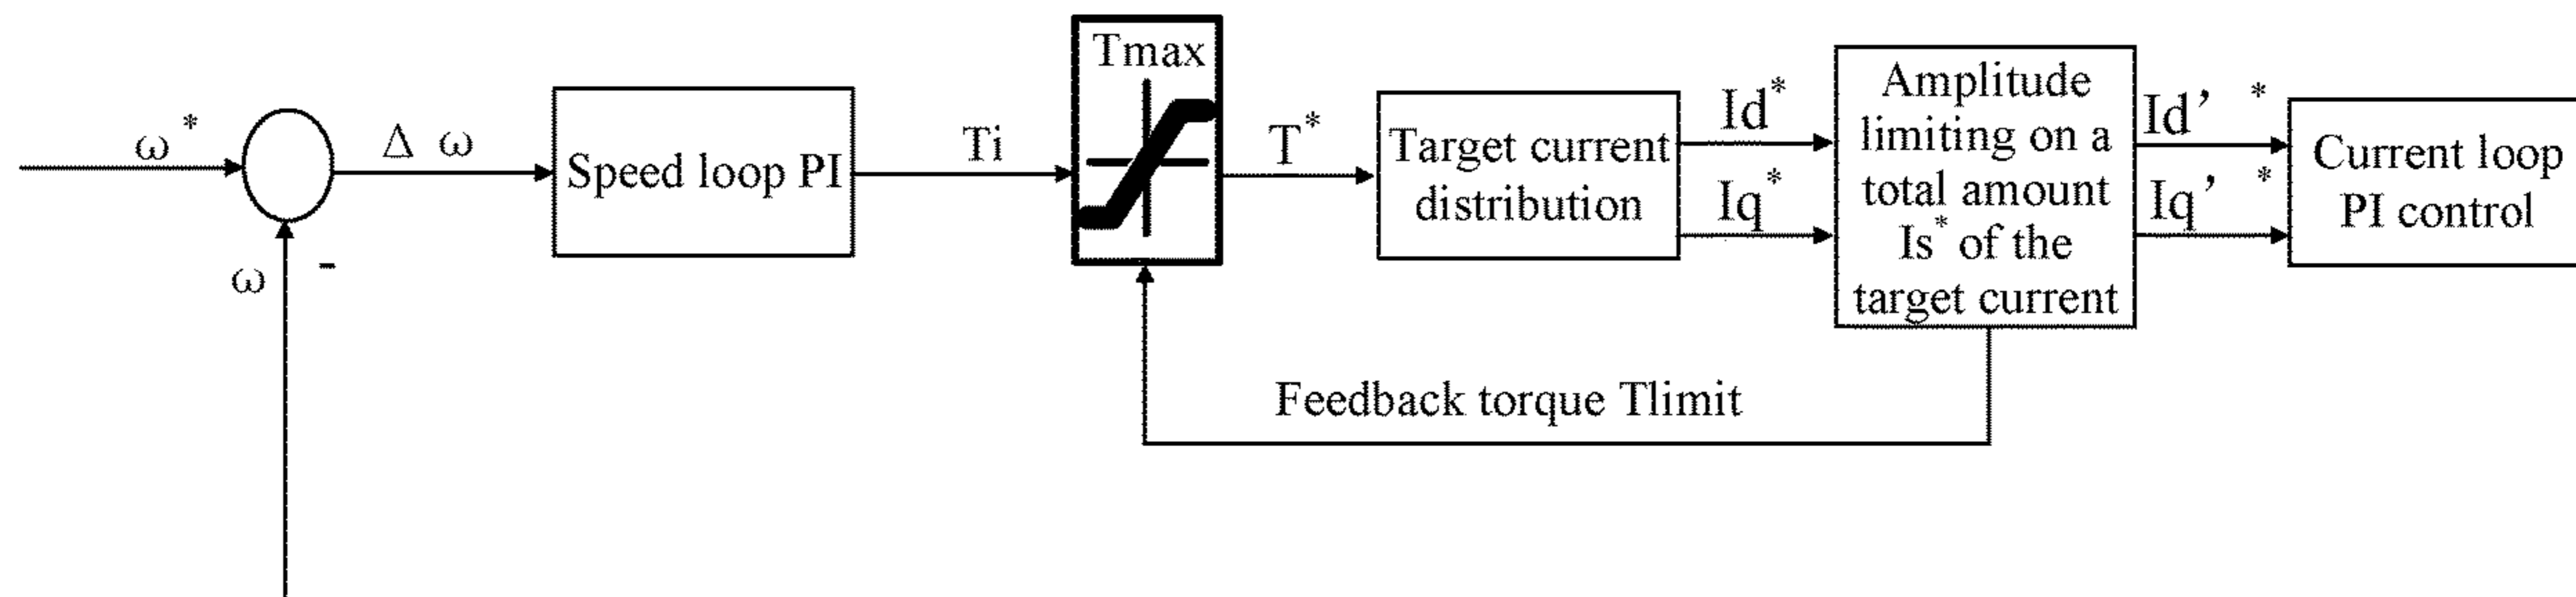 ω*
Δ ω
ω
-
Speed loop PI
Ti
Tmax
T*
Target current
distribution
Id*
Iq*
Amplitude
limiting on a
total amount
Is* of the
target current
Id’ *
Iq’ *
Current loop
PI control
Feedback torque Tlimit